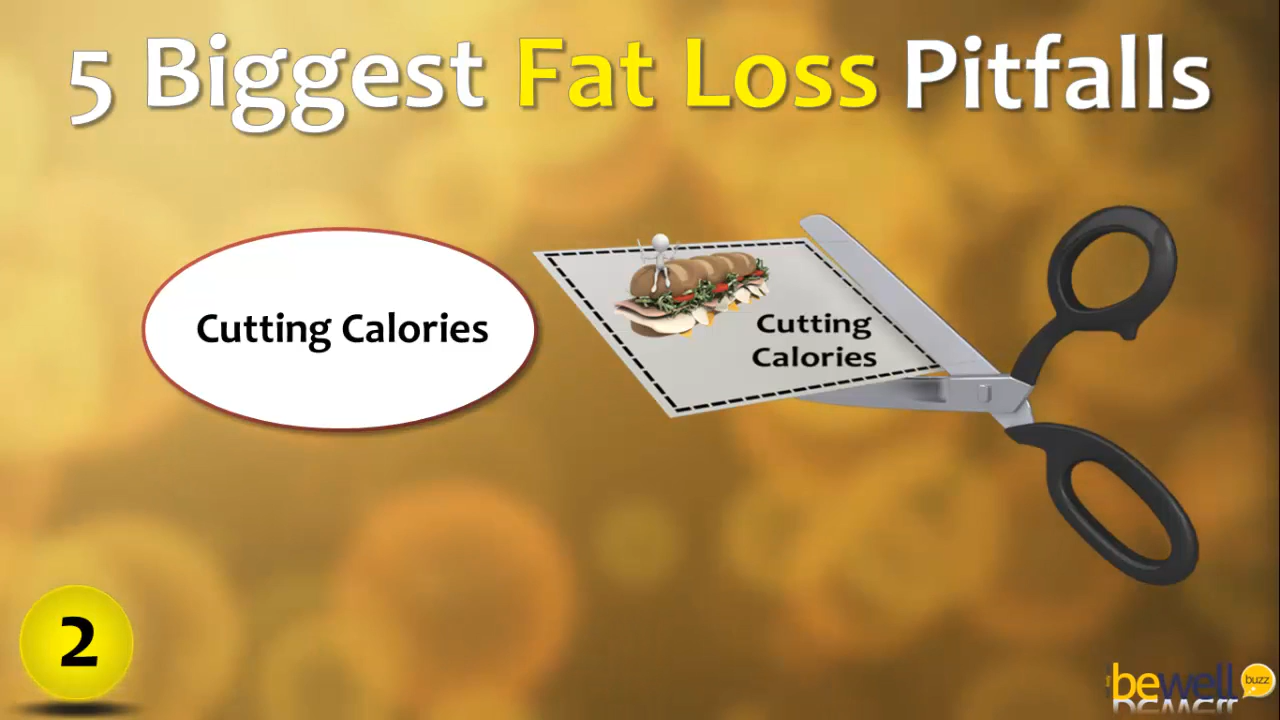 5 Biggest Fat Loss Pitfalls
Cutting Calories
Cutting
Calories
2
bewell buzz